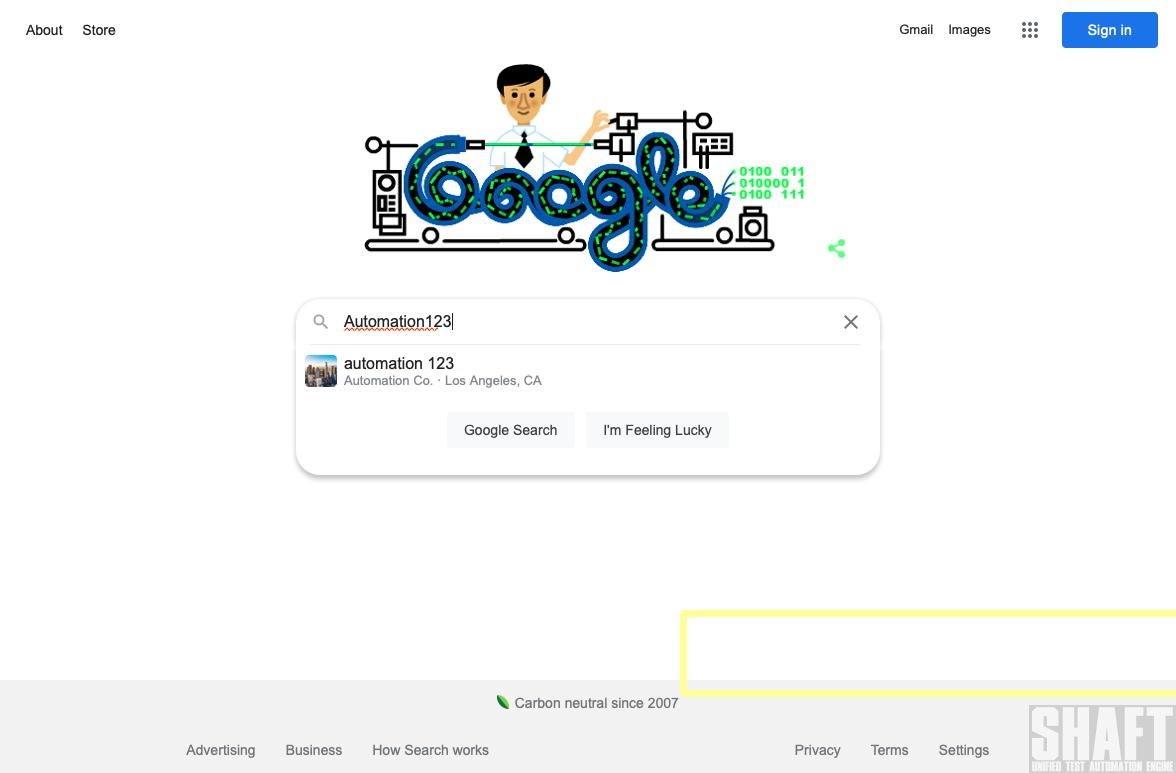 About Store Gmail Images Sign in
Google
0100 011
010000 1
0100 111
Automation123
automation 123
Automation Co. · Los Angeles, CA
Google Search I'm Feeling Lucky
Carbon neutral since 2007
Advertising Business How Search works Privacy Terms Settings
SHAFT
UNIFIED TEST AUTOMATION ENGINE